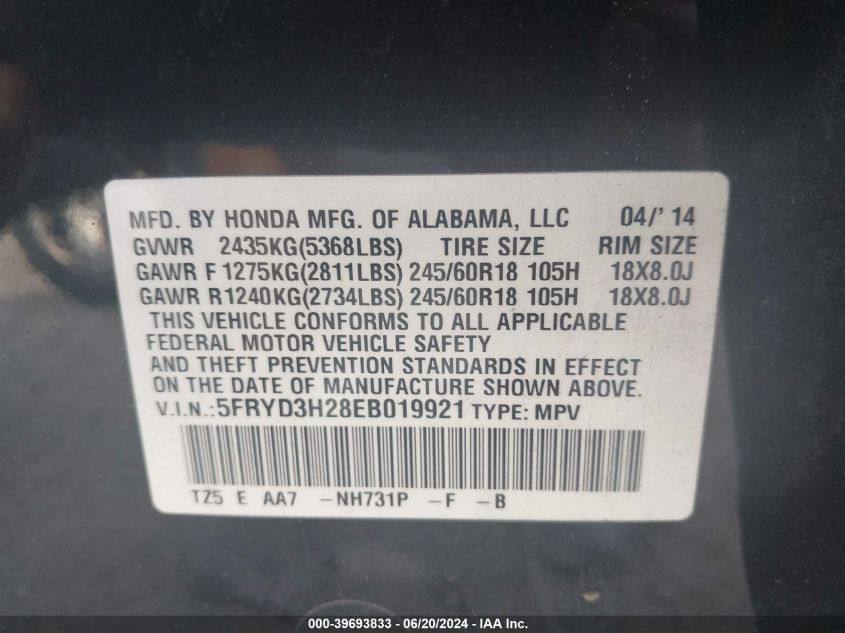 MFD. BY HONDA MFG. OF ALABAMA, LLC 04/' 14
GVWR 2435KG(5368LBS) TIRE SIZE RIM SIZE
GAWR F 1275KG(2811LBS) 245/60R18 105H 18X8.0J
GAWR R1240KG(2734LBS) 245/60R18 105H 18X8.0J
THIS VEHICLE CONFORMS TO ALL APPLICABLE
FEDERAL MOTOR VEHICLE SAFETY
AND THEFT PREVENTION STANDARDS IN EFFECT
ON THE DATE OF MANUFACTURE SHOWN ABOVE.
V.I.N.:5FRYD3H28EB019921 TYPE: MPV
TZ5 E AA7 -NH731P -F -B
000-39693833 / 06/20/2024 - IAA Inc.